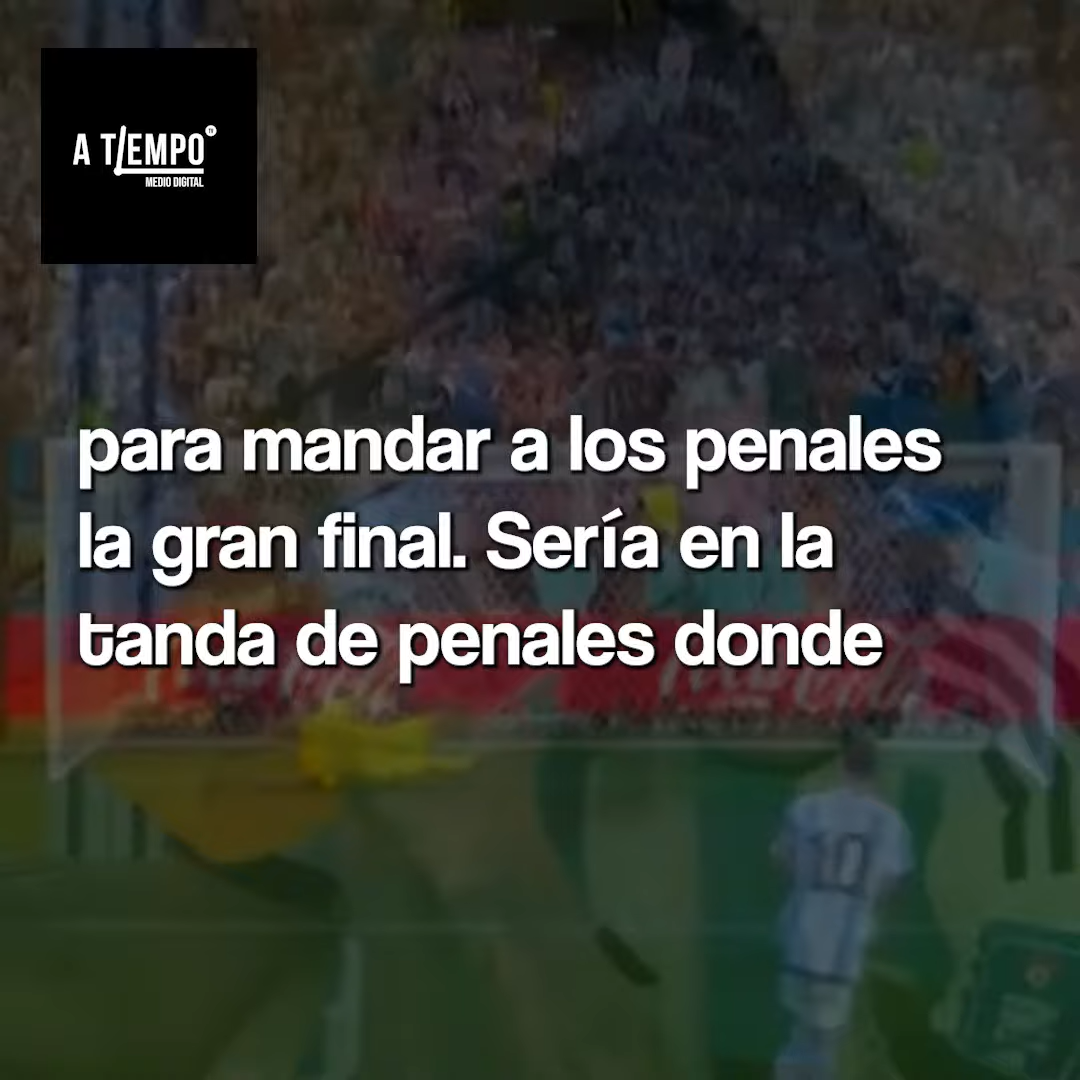 A TIEMPO
MEDIO DIGITAL
para mandar a los penales
la gran final. Sería en la
tanda de penales donde
10